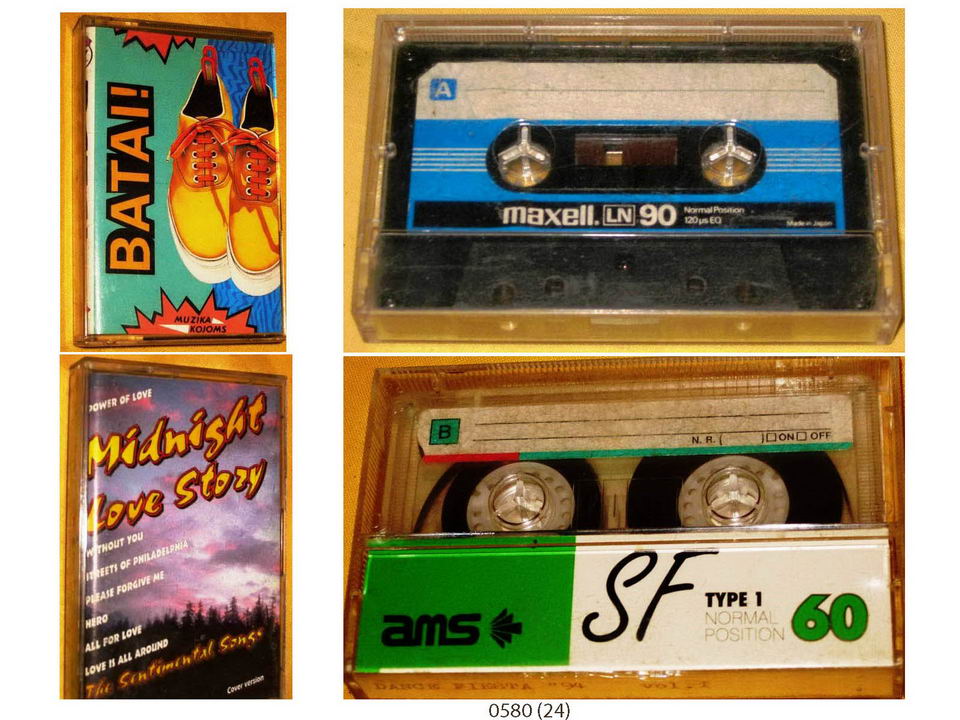 BATAI!
MUZIKA
KOJOMS
A
maxell. LN 90 Normal Position
120 μs EQ
Made in Japan
POWER OF LOVE
Midnight
Love Story
WITHOUT YOU
STREETS OF PHILADELPHIA
PLEASE FORGIVE ME
HERO
ALL FOR LOVE
LOVE IS ALL AROUND
The Sentimental Songs
Cover version
B
N. R. ( ) ☐ ON ☐ OFF
ams SF TYPE 1
NORMAL
POSITION
60
DANCE FIESTA "94 vol. I
0580 (24)